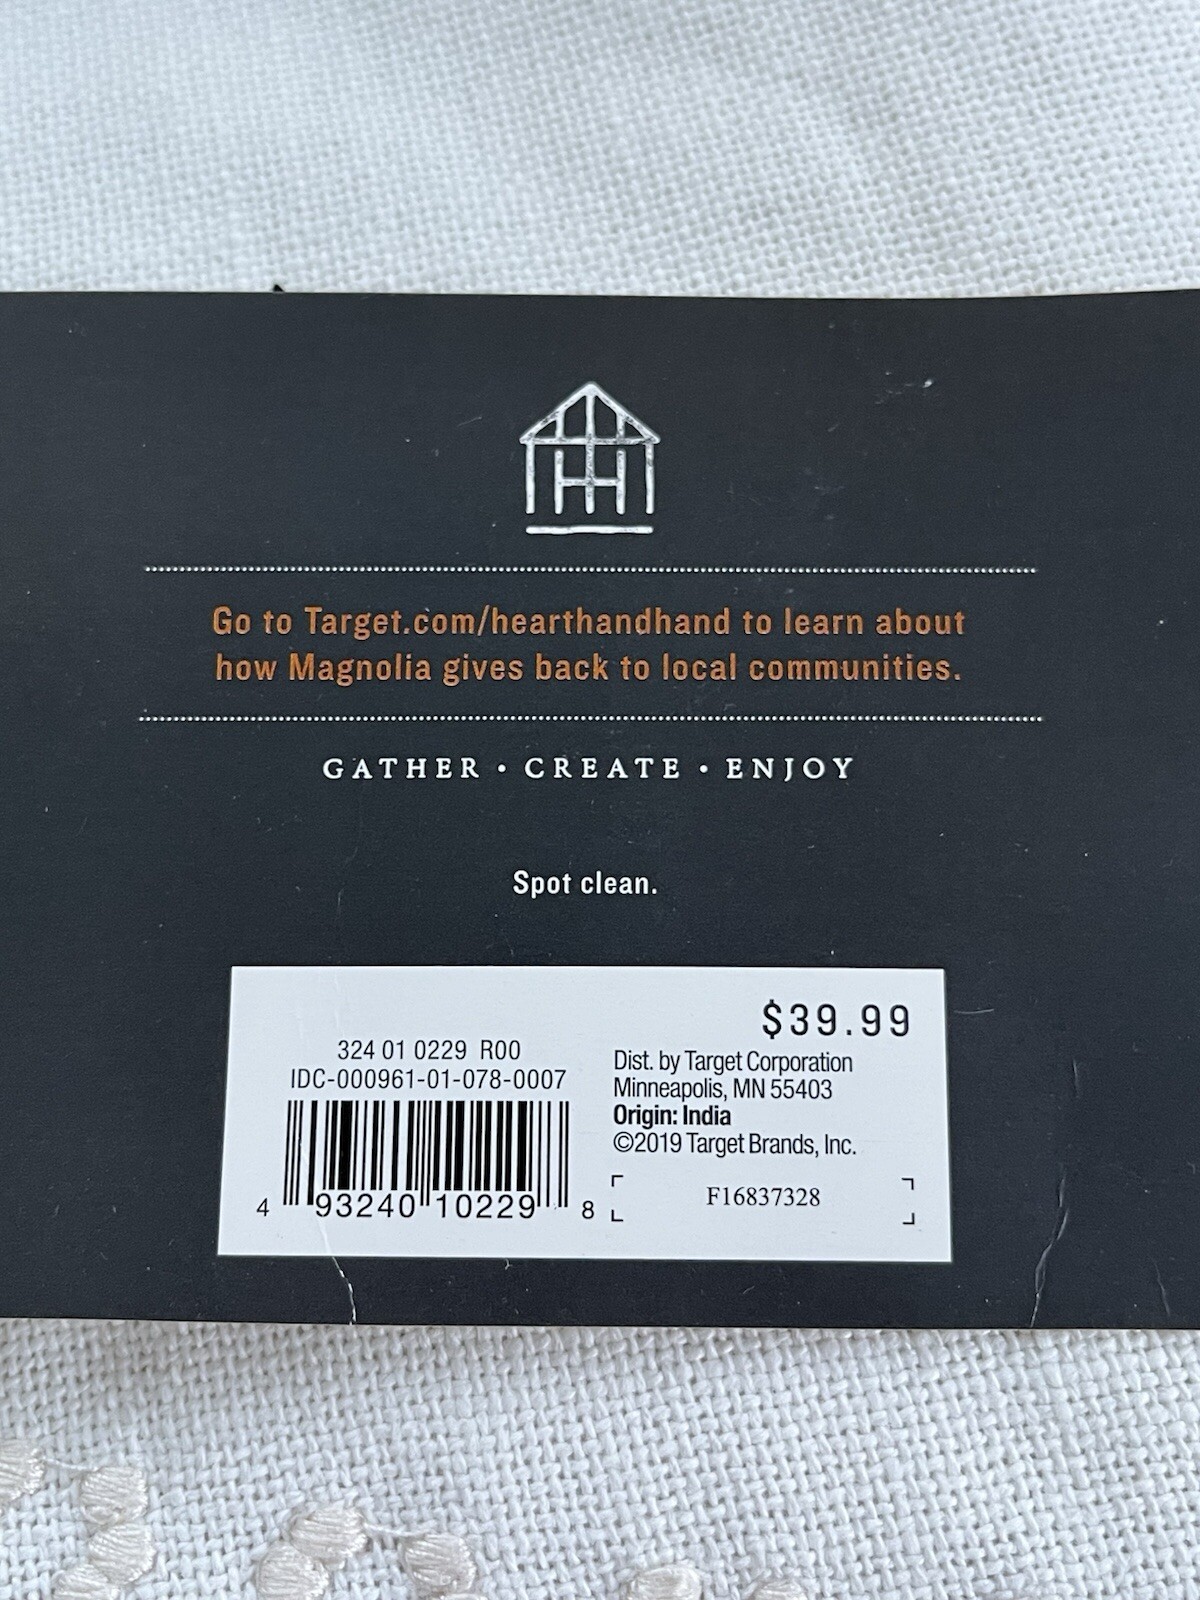 Go to Target.com/hearthandhand to learn about
how Magnolia gives back to local communities.
GATHER • CREATE • ENJOY
Spot clean.
$39.99
324 01 0229 R00
IDC-000961-01-078-0007
4 93240 10229 8
Dist. by Target Corporation
Minneapolis, MN 55403
Origin: India
©2019 Target Brands, Inc.
F16837328